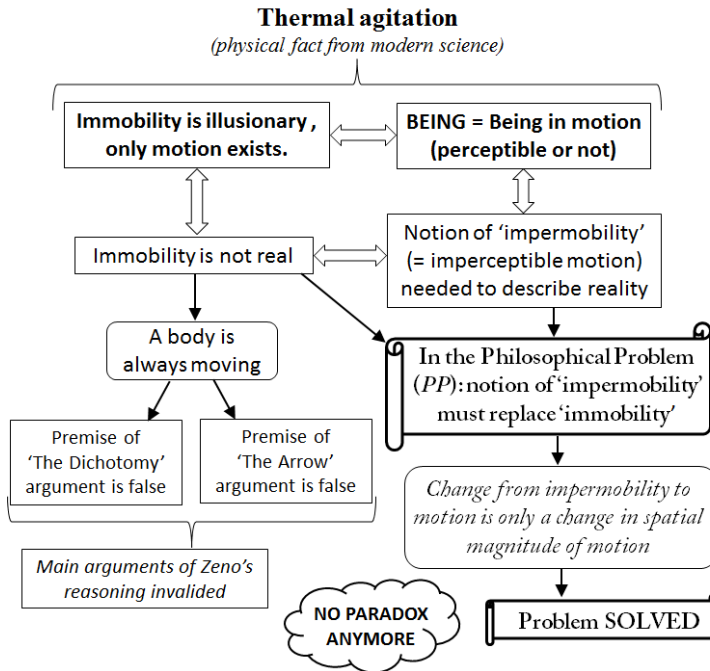 Thermal agitation
(physical fact from modern science)
Immobility is illusionary ,
only motion exists.
BEING = Being in motion
(perceptible or not)
Immobility is not real
Notion of ‘impermobility’
(= imperceptible motion)
needed to describe reality
A body is
always moving
In the Philosophical Problem
(PP): notion of ‘impermobility’
must replace ‘immobility’
Premise of
‘The Dichotomy’
argument is false
Premise of
‘The Arrow’
argument is false
Change from impermobility to
motion is only a change in spatial
magnitude of motion
Main arguments of Zeno’s
reasoning invalided
NO PARADOX
ANYMORE
Problem SOLVED